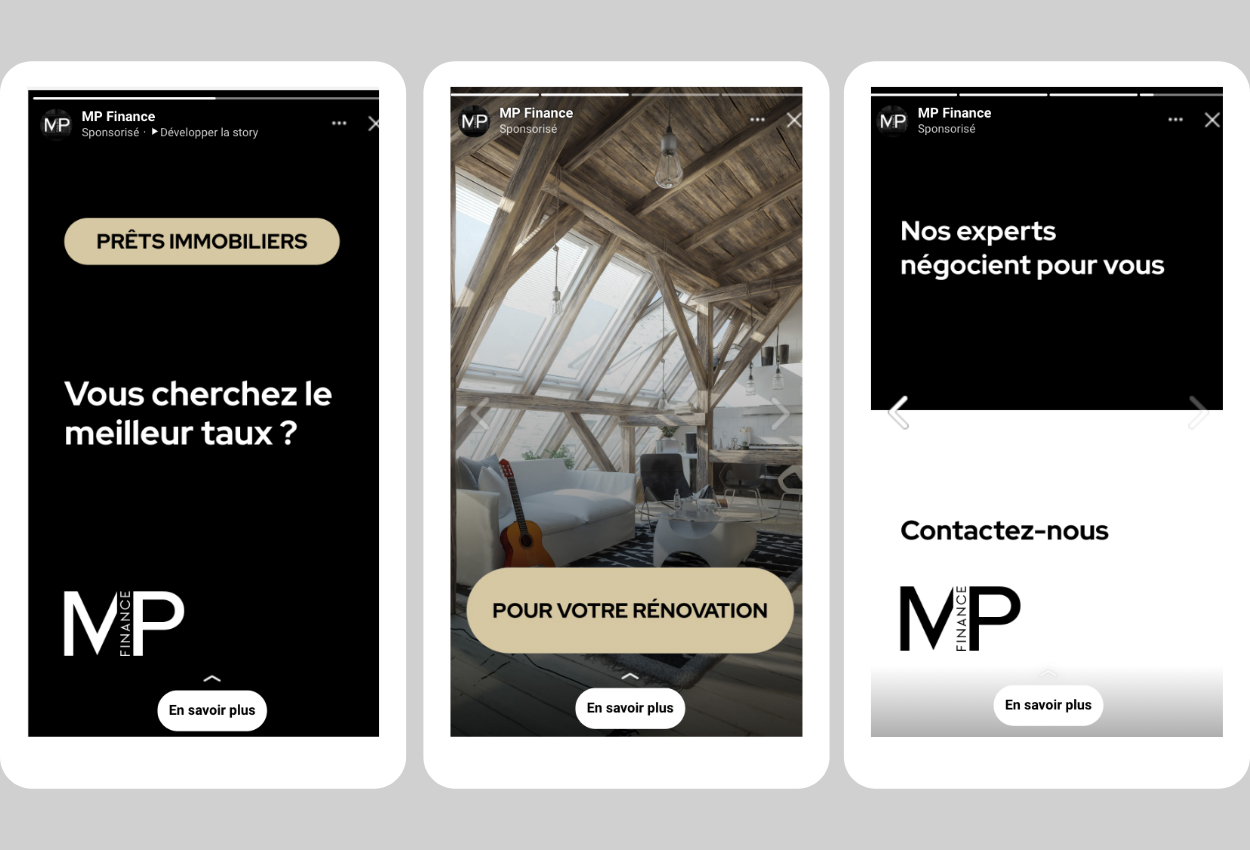 MP
MP Finance
Sponsorisé · Développer la story
PRÊTS IMMOBILIERS
Vous cherchez le
meilleur taux ?
MP
FINANCE
En savoir plus
MP
MP Finance
Sponsorisé
POUR VOTRE RÉNOVATION
En savoir plus
MP
MP Finance
Sponsorisé
Nos experts
négocient pour vous
Contactez-nous
MP
FINANCE
En savoir plus